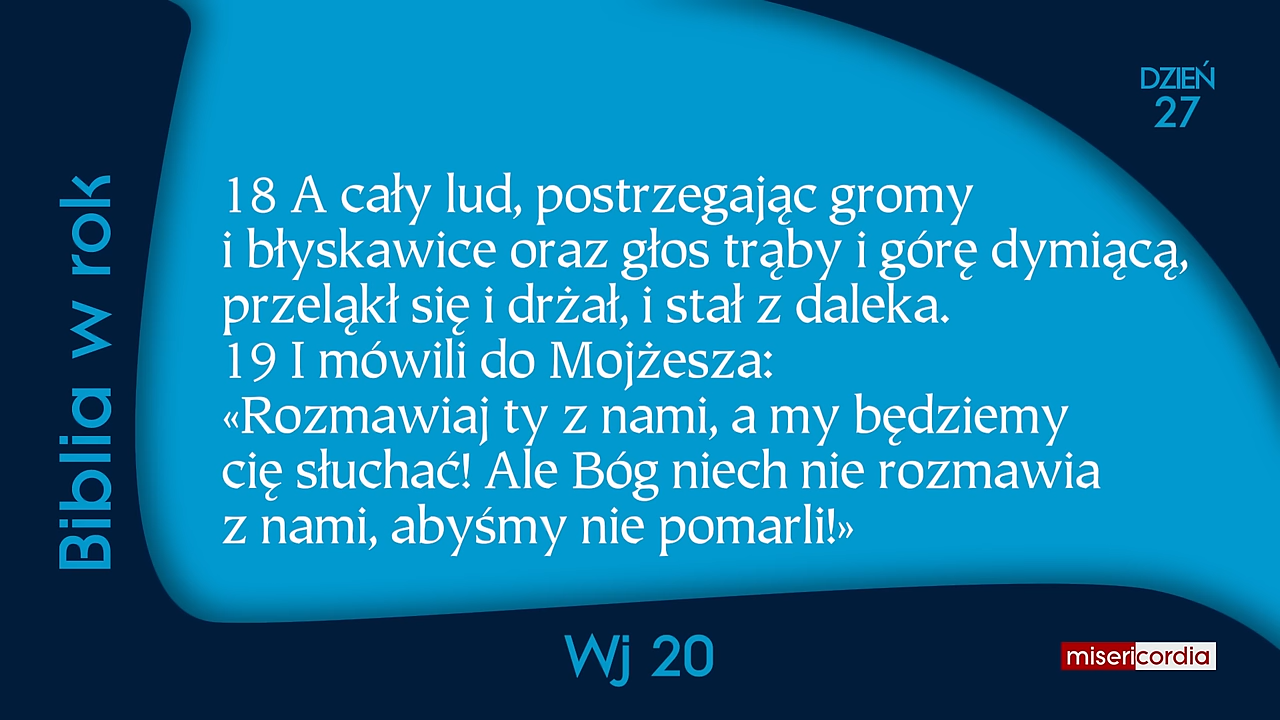 DZIEŃ
27
Biblia w rok
18 A cały lud, postrzegając gromy
i błyskawice oraz głos trąby i górę dymiącą,
przeląkł się i drżał, i stał z daleka.
19 I mówili do Mojżesza:
«Rozmawiaj ty z nami, a my będziemy
cię słuchać! Ale Bóg niech nie rozmawia
z nami, abyśmy nie pomarli!»
Wj 20
misericordia